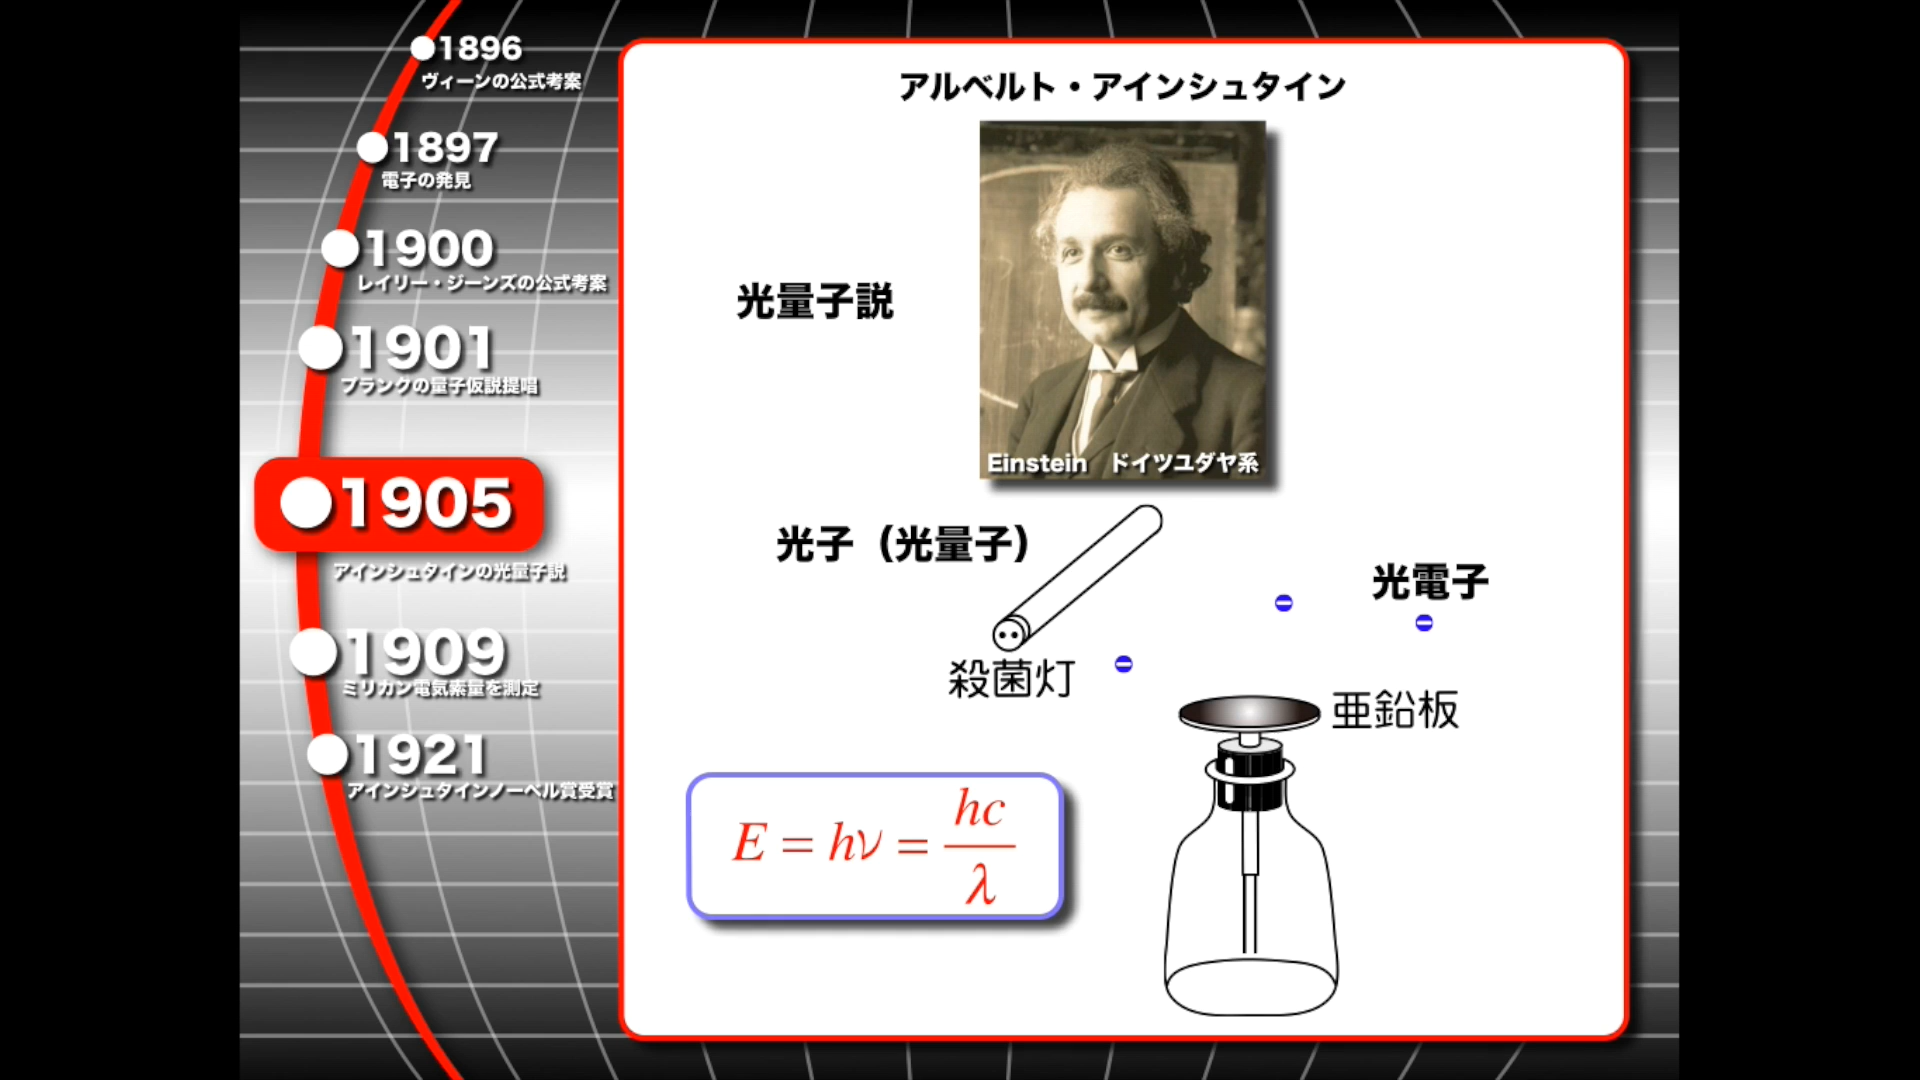 1896
ヴィーンの公式考案
1897
電子の発見
1900
レイリー・ジーンズの公式考案
1901
プランクの量子仮説提唱
1905
アインシュタインの光量子説
1909
ミリカン電気素量を測定
1921
アインシュタインノーベル賞受賞
アルベルト・アインシュタイン
光量子説
Einstein ドイツユダヤ系
光子（光量子）
光電子
殺菌灯
亜鉛板
E = hν = hc/λ